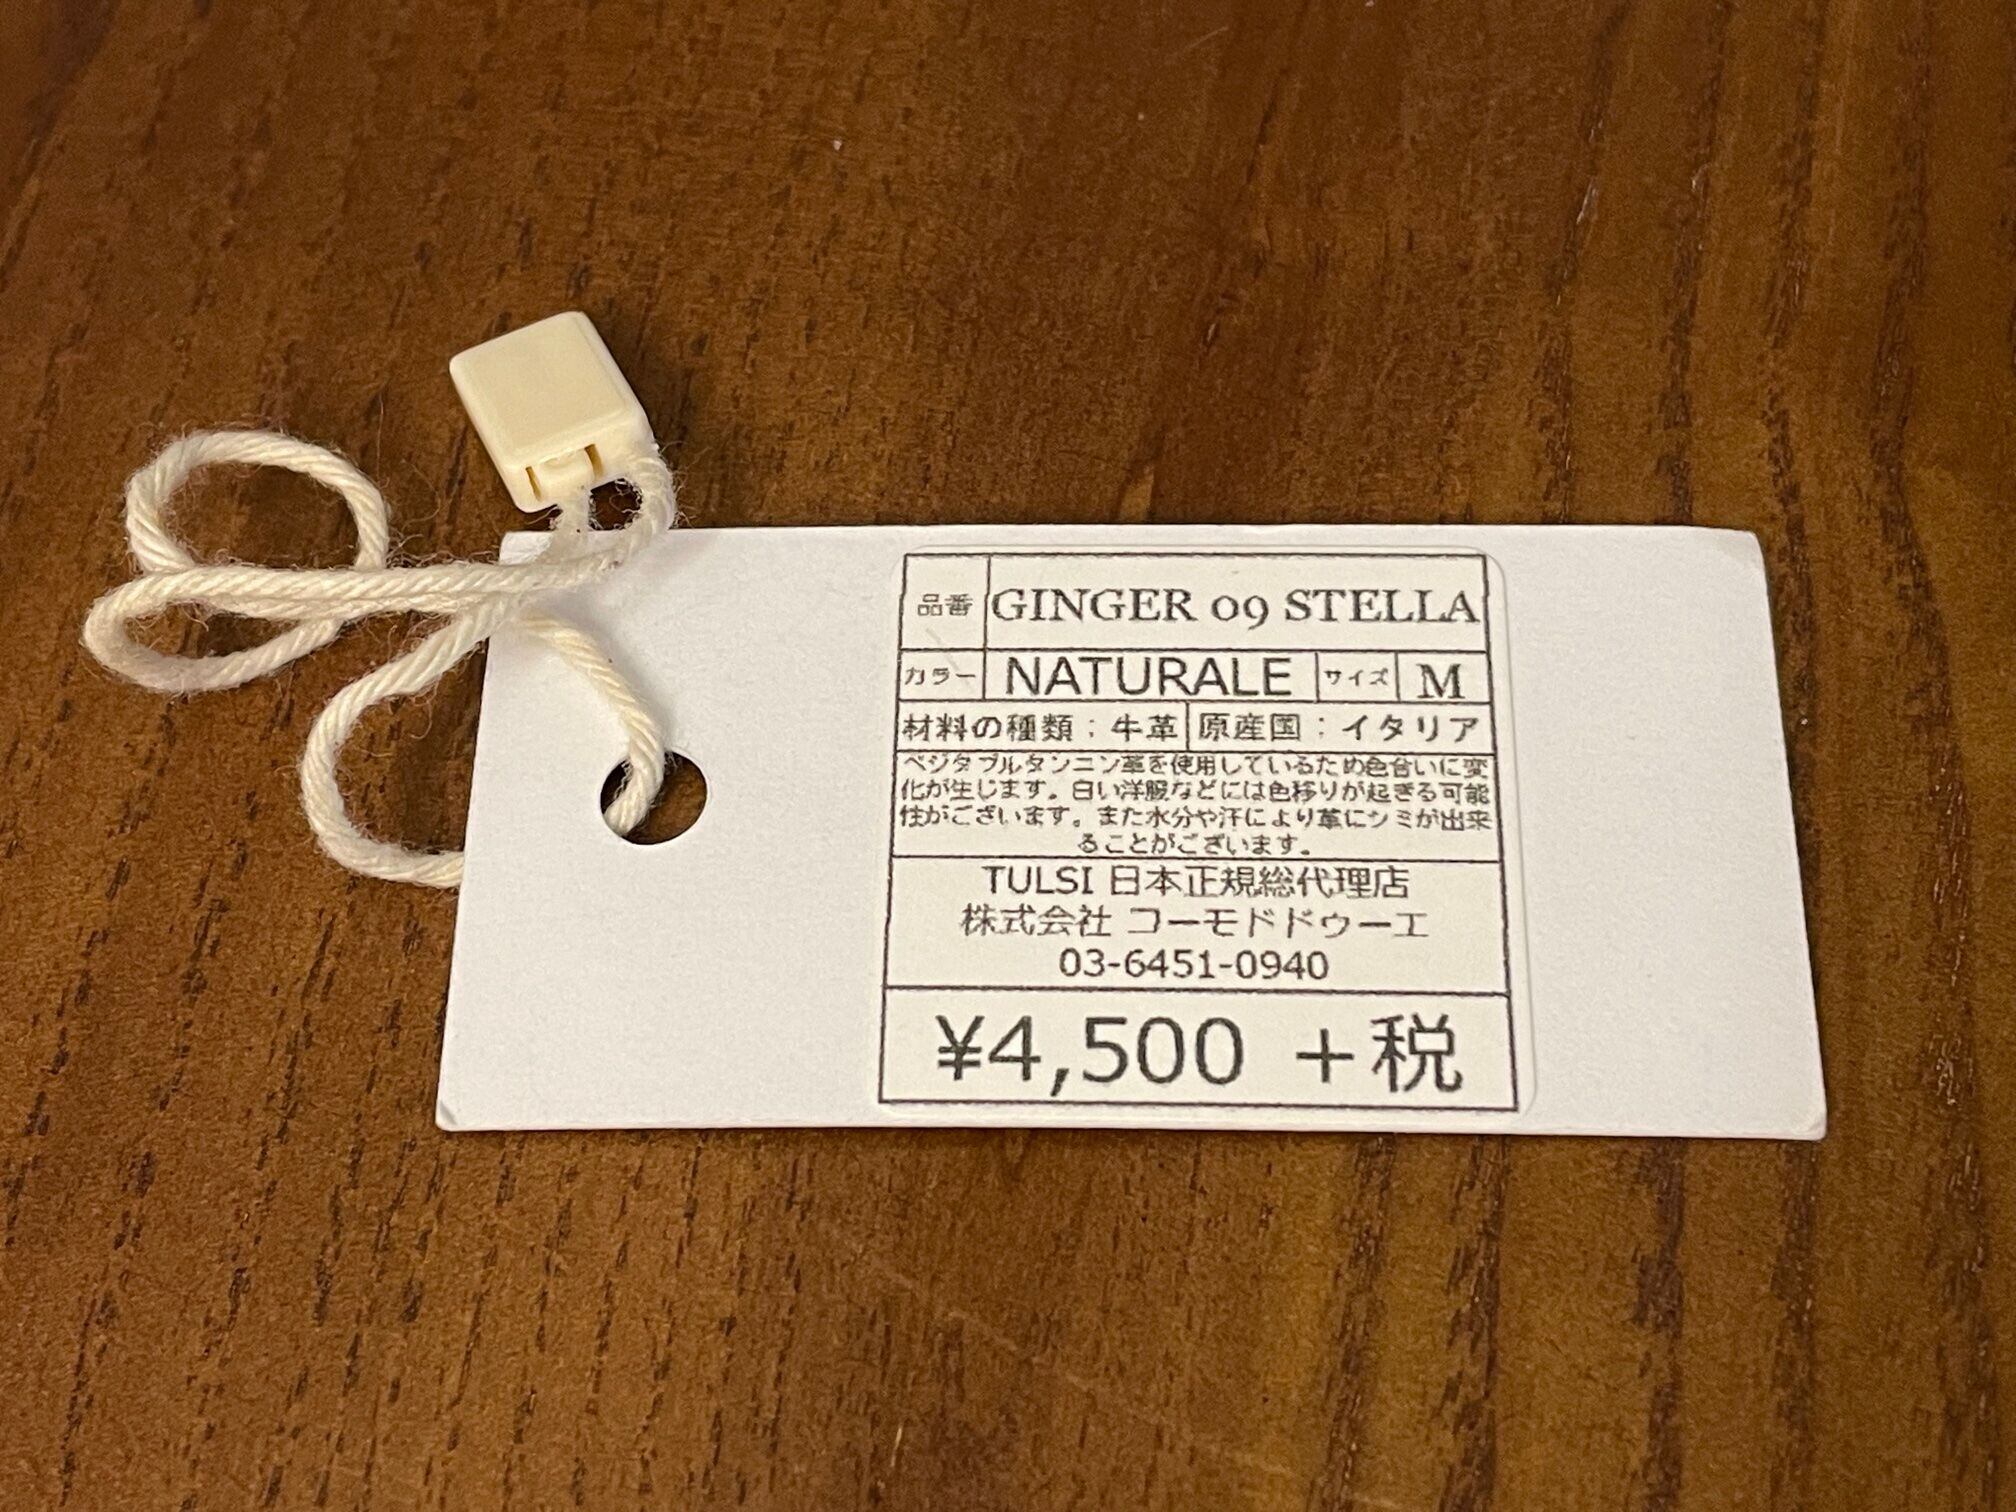 品番 GINGER 09 STELLA
カラー NATURALE サイズ M
材料の種類：牛革 原産国：イタリア
ベジタブルタンニン革を使用しているため色合いに変
化が生じます。白い洋服などには色移りが起きる可能
性がございます。また水分や汗により革にシミが出来
ることがございます。
TULSI 日本正規総代理店
株式会社 コーモドドゥーエ
03-6451-0940
¥4,500 +税